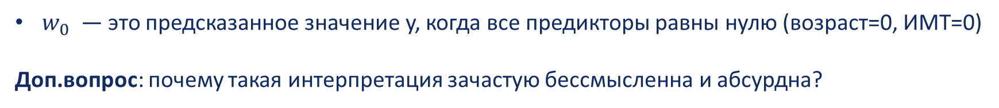 • w₀ — это предсказанное значение y, когда все предикторы равны нулю (возраст=0, ИМТ=0)
Доп.вопрос: почему такая интерпретация зачастую бессмысленна и абсурдна?